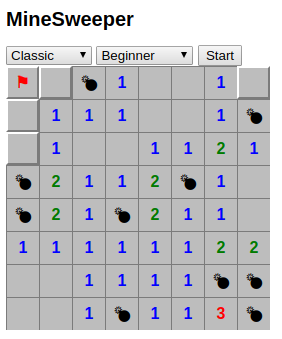 MineSweeper
Classic Beginner Start
1 1
1 1 1 1
1 1 1 2 1
2 1 1 2 1
2 1 2 1 1
1 1 1 1 1 1 2 2
1 1 1 1
1 1 1 3